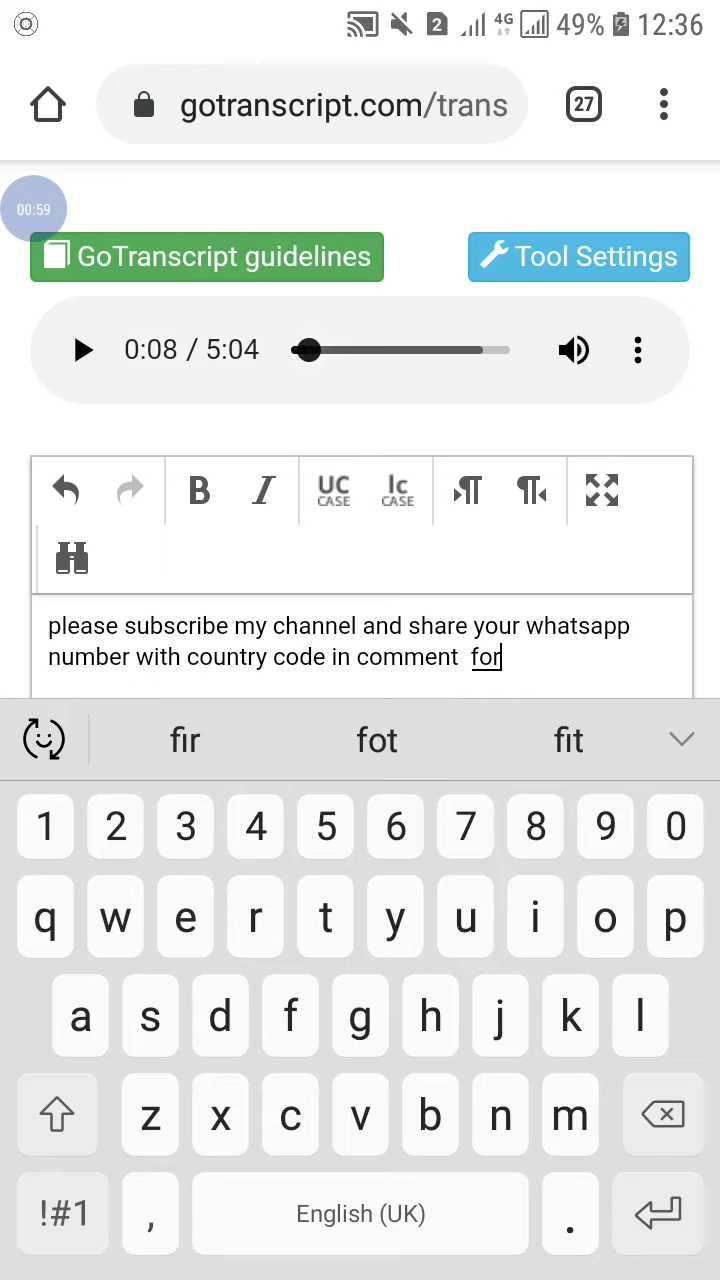 2 4G 49% 12:36
gotranscript.com/trans 27
00:59
GoTranscript guidelines Tool Settings
0:08 / 5:04
B I UC CASE lc CASE
please subscribe my channel and share your whatsapp
number with country code in comment for
fir fot fit
1 2 3 4 5 6 7 8 9 0
q w e r t y u i o p
a s d f g h j k l
z x c v b n m
!#1 , English (UK) .